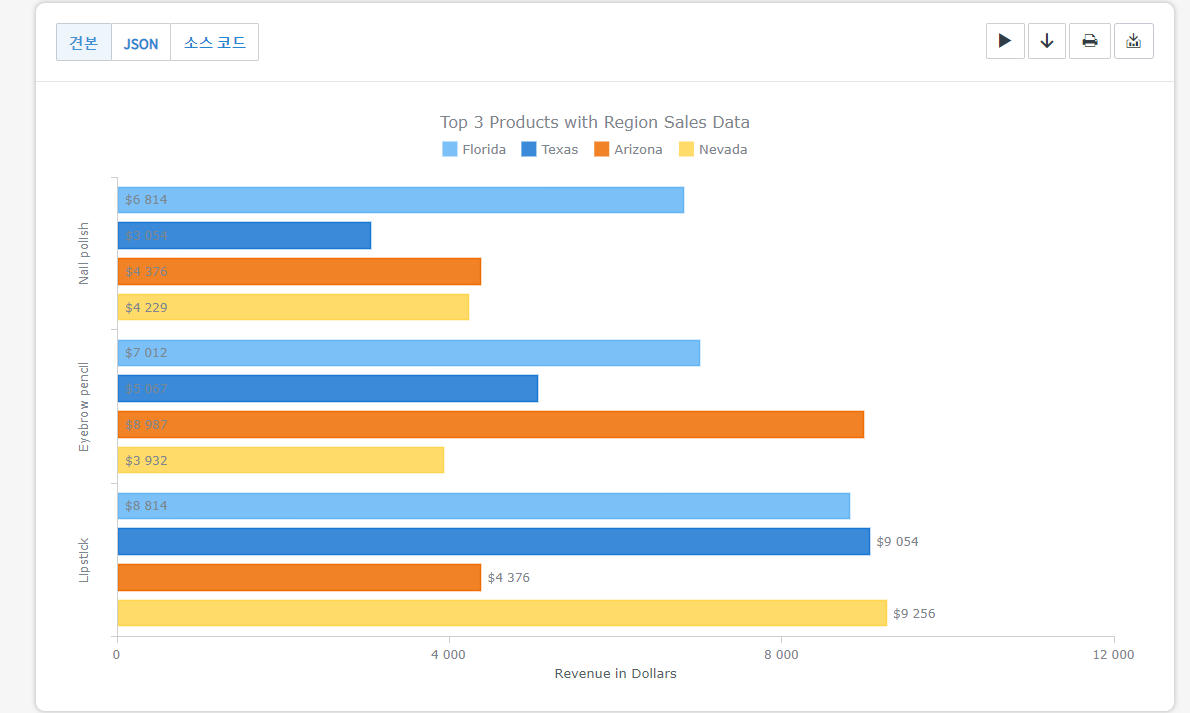 견본 JSON 소스 코드
Top 3 Products with Region Sales Data
Florida Texas Arizona Nevada
Nail polish
$6 814
$3 054
$4 376
$4 229
Eyebrow pencil
$7 012
$5 067
$8 987
$3 932
Lipstick
$8 814
$9 054
$4 376
$9 256
0 4 000 8 000 12 000
Revenue in Dollars